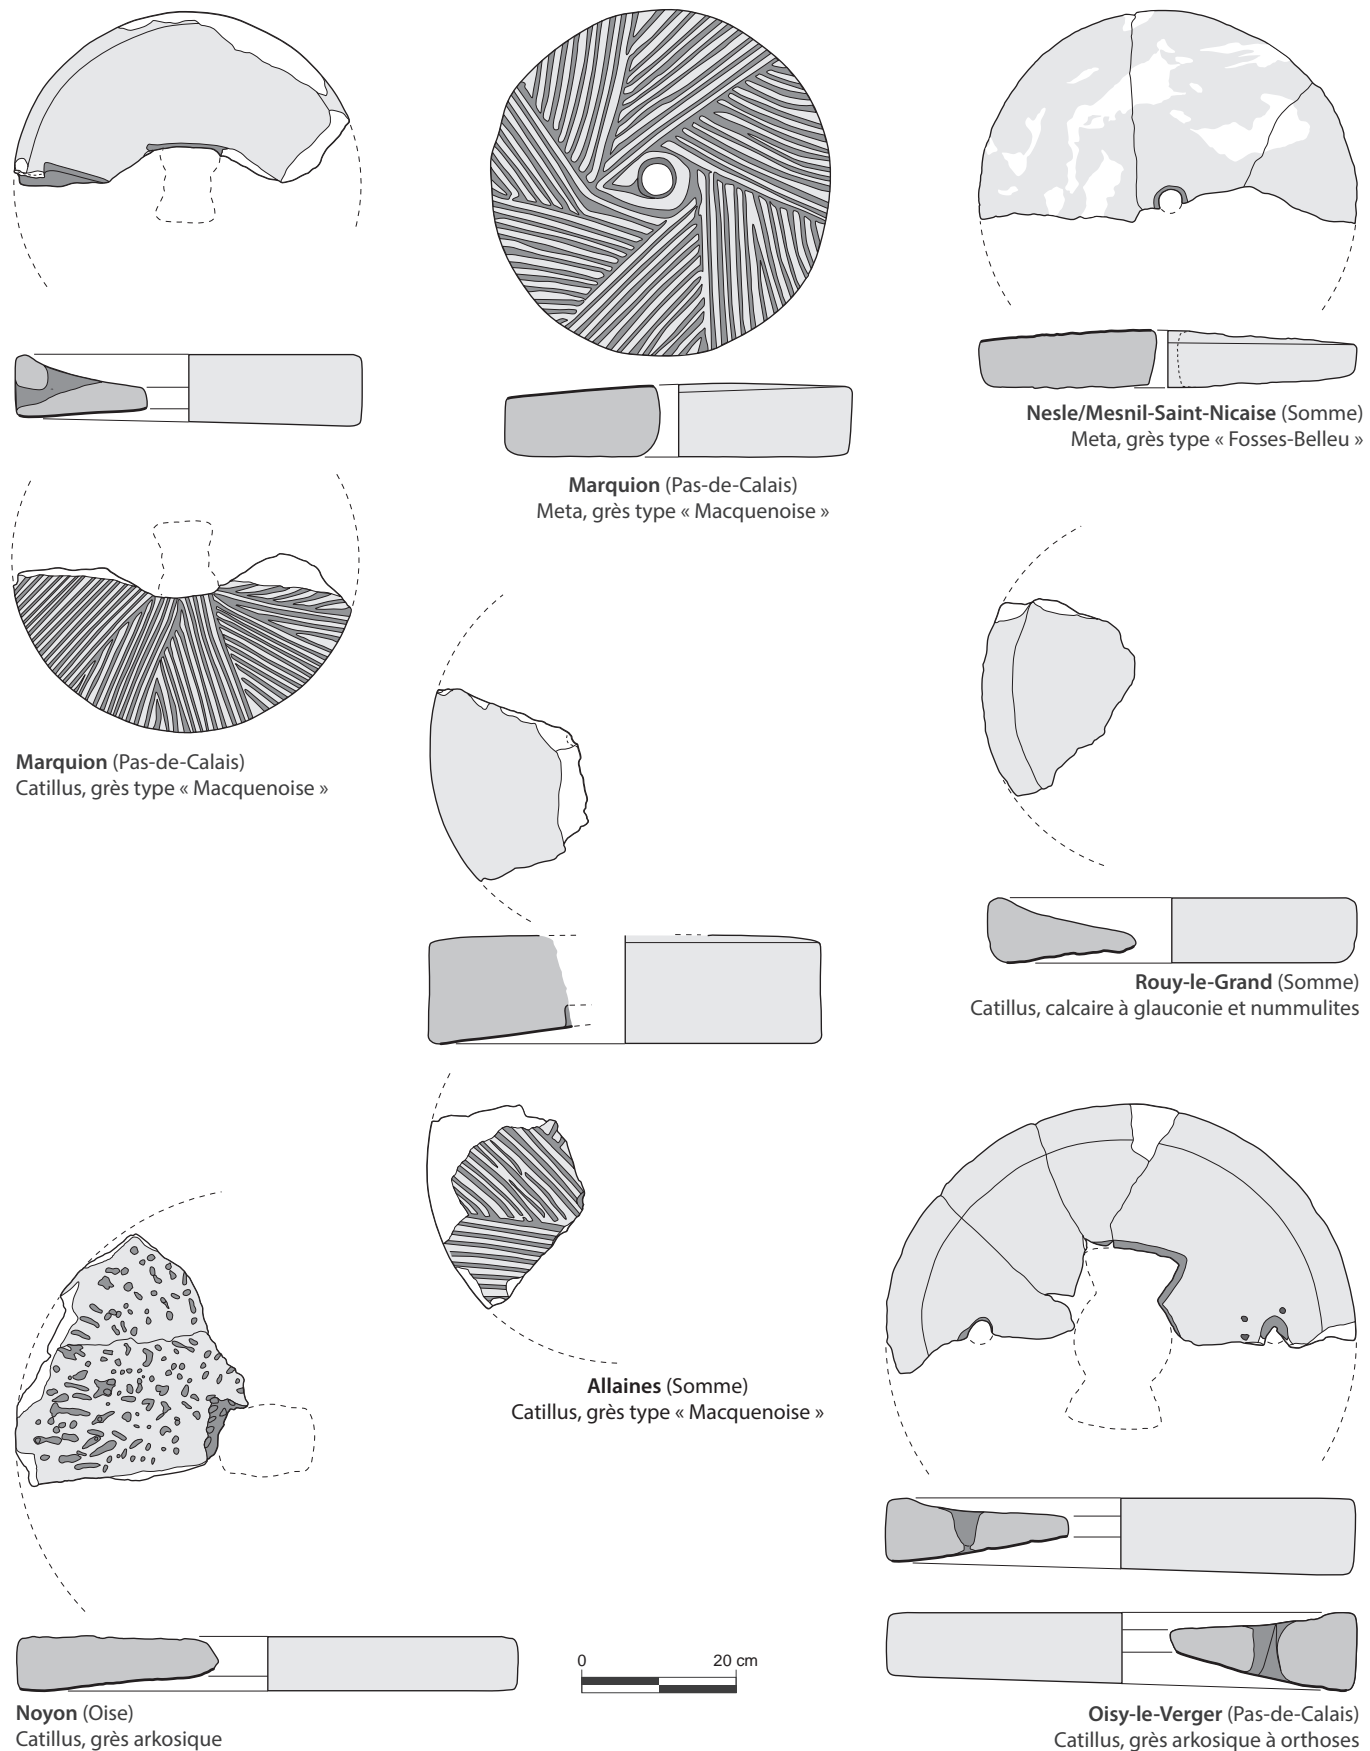 Nesle/Mesnil-Saint-Nicaise (Somme)
Meta, grès type « Fosses-Belleu »
Marquion (Pas-de-Calais)
Meta, grès type « Macquenoise »
Marquion (Pas-de-Calais)
Catillus, grès type « Macquenoise »
Rouy-le-Grand (Somme)
Catillus, calcaire à glauconie et nummulites
Allaines (Somme)
Catillus, grès type « Macquenoise »
0 20 cm
Noyon (Oise)
Catillus, grès arkosique
Oisy-le-Verger (Pas-de-Calais)
Catillus, grès arkosique à orthoses